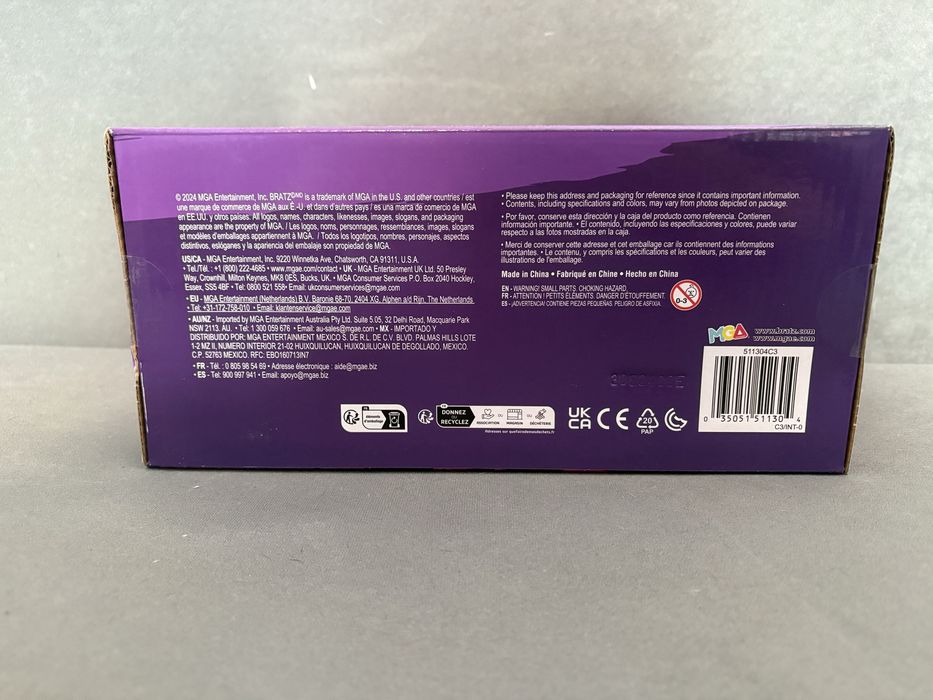 © 2024 MGA Entertainment, Inc. BRATZ®/MD is a trademark of MGA in the U.S. and other countries / est
une marque de commerce de MGA aux É.-U. et dans d'autres pays / es una marca de comercio de MGA
en EE.UU. y otros países. All logos, names, characters, likenesses, images, slogans, and packaging
appearance are the property of MGA. / Les logos, noms, personnages, ressemblances, images, slogans
et modèles d'emballages appartiennent à MGA. / Todos los logotipos, nombres, personajes, aspectos
distintivos, eslóganes y la apariencia del embalaje son propiedad de MGA.
US/CA - MGA Entertainment, Inc. 9220 Winnetka Ave, Chatsworth, CA 91311, U.S.A.
• Tel./Tél. : +1 (800) 222-4685 • www.mgae.com/contact • UK - MGA Entertainment UK Ltd. 50 Presley
Way, Crownhill, Milton Keynes, MK8 0ES, Bucks, UK. • MGA Consumer Services P.O. Box 2040 Hockley,
Essex, SS5 4BF • Tel: 0800 521 558 • Email: ukconsumerservices@mgae.com
• EU - MGA Entertainment (Netherlands) B.V. Baronie 68-70, 2404 XG, Alphen a/d Rijn, The Netherlands
Tel: +31-172-758-010 • Email: klantenservice@mgae.com
• AU/NZ - Imported by MGA Entertainment Australia Pty Ltd. Suite 5.05, 32 Delhi Road, Macquarie Park
NSW 2113. AU. • Tel: 1 300 059 676 • Email: au-sales@mgae.com • MX - IMPORTADO Y
DISTRIBUIDO POR: MGA ENTERTAINMENT MEXICO S. DE R.L. DE C.V. BLVD. PALMAS HILLS LOTE
1-2 MZ II, NUMERO INTERIOR 21-02 HUIXQUILUCAN, HUIXQUILUCAN DE DEGOLLADO, MEXICO.
C.P. 52763 MEXICO. RFC: EBO160713IN7
• FR - Tél. : 0 805 98 54 69 • Adresse électronique : aide@mgae.biz
• ES - Tel: 900 997 941 • Email: apoyo@mgae.biz
• Please keep this address and packaging for reference since it contains important information.
• Contents, including specifications and colors, may vary from photos depicted on package.
• Por favor, conserve esta dirección y la caja del producto como referencia. Contienen
información importante. • El contenido, incluyendo las especificaciones y colores, puede variar
respecto a las fotos mostradas en la caja.
• Merci de conserver cette adresse et cet emballage car ils contiennent des informations
importantes. • Le contenu, y compris les spécifications et les couleurs, peut varier des
illustrations de l'emballage.
Made in China • Fabriqué en Chine • Hecho en China
EN - WARNING! SMALL PARTS. CHOKING HAZARD.
FR - ATTENTION ! PETITS ÉLÉMENTS. DANGER D'ÉTOUFFEMENT.
ES - ¡ADVERTENCIA! CONTIENE PIEZAS PEQUEÑAS. PELIGRO DE ASFIXIA.
0-3
MGA
www.bratz.com
www.mgae.com
511304C3
0 35051 51130 4
C3/INT-0
FR
éléments
d'emballage
FR
DONNEZ
OU
RECYCLEZ
ASSOCIATION
OU
MAGASIN
OU
DÉCHÈTERIE
Adresses sur quefairedemesdechets.fr
UK
CA
CE
20
PAP